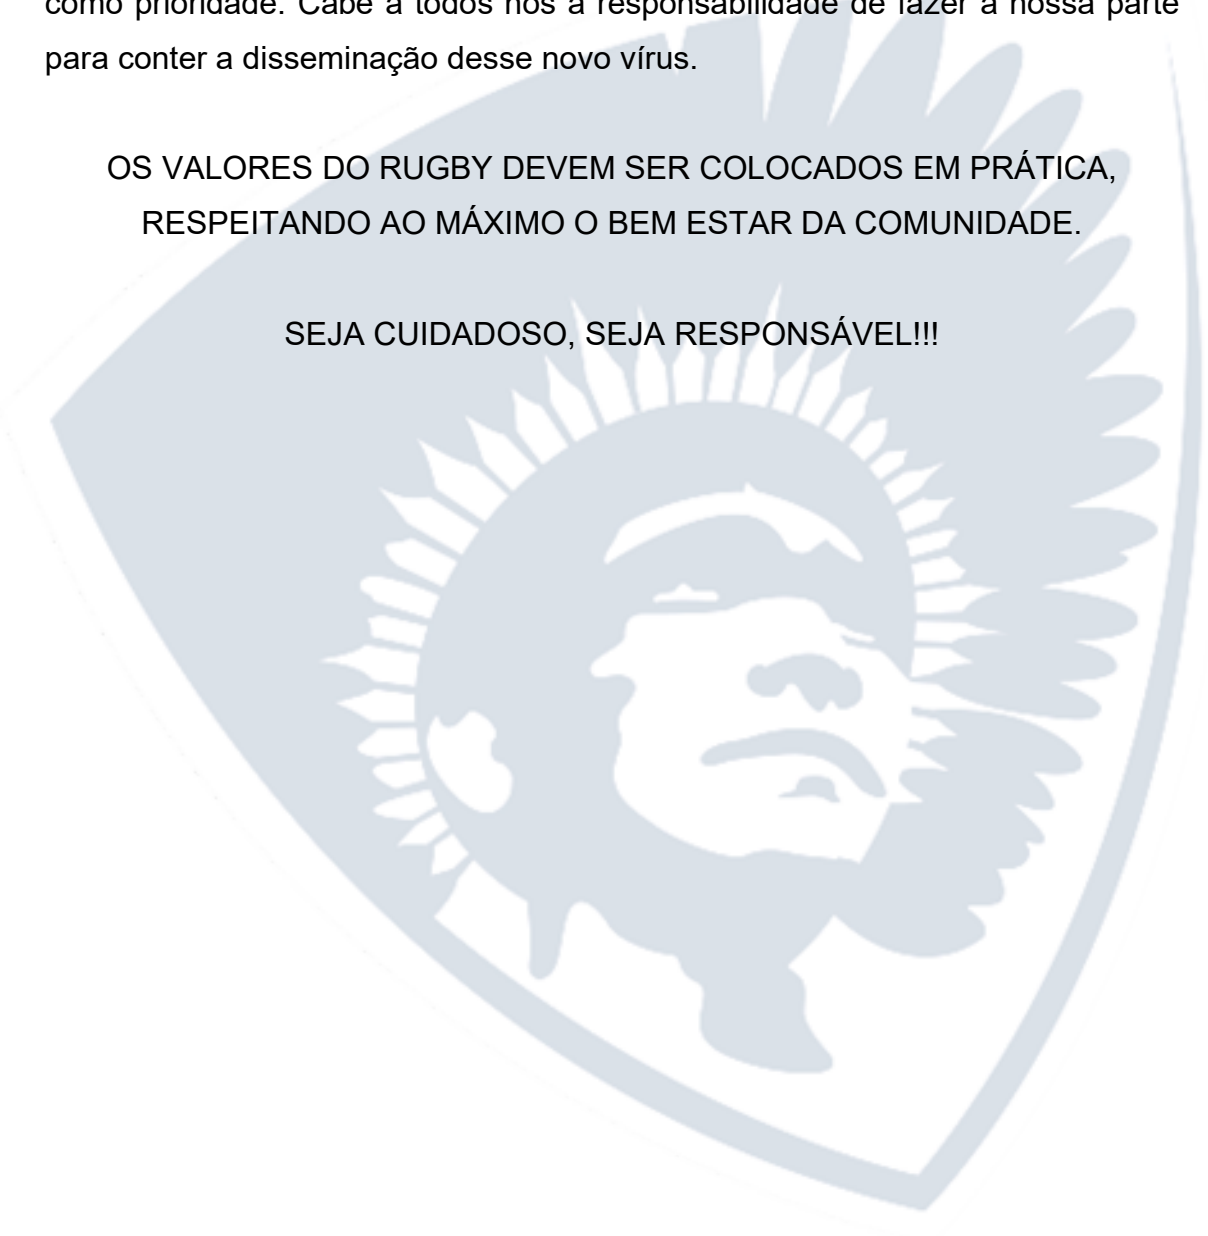 como prioridade. Cabe a todos nós a responsabilidade de fazer a nossa parte
para conter a disseminação desse novo vírus.
OS VALORES DO RUGBY DEVEM SER COLOCADOS EM PRÁTICA,
RESPEITANDO AO MÁXIMO O BEM ESTAR DA COMUNIDADE.
SEJA CUIDADOSO, SEJA RESPONSÁVEL!!!